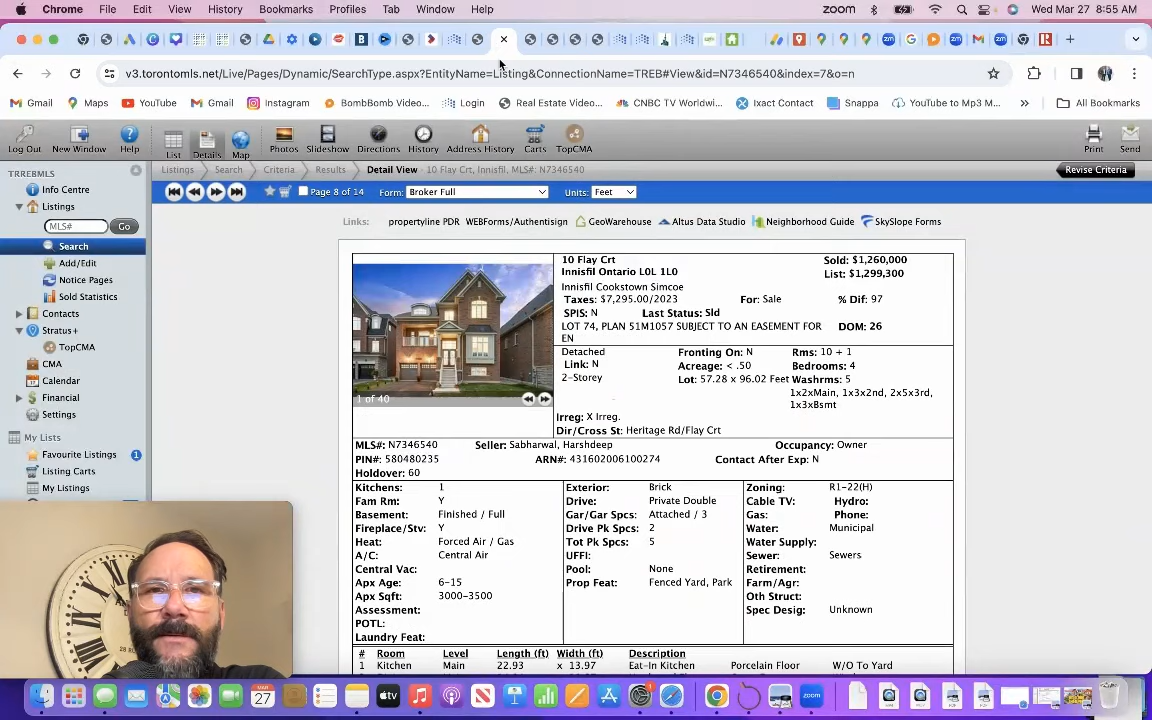 Chrome File Edit View History Bookmarks Profiles Tab Window Help zoom Wed Mar 27 8:55 AM
v3.torontomls.net/Live/Pages/Dynamic/SearchType.aspx?EntityName=Listing&ConnectionName=TREB#View&id=N7346540&index=7&o=n
Gmail Maps YouTube Gmail Instagram BombBomb Video... Login Real Estate Video... CNBC TV Worldwi... Ixact Contact Snappa YouTube to Mp3 M... » All Bookmarks
Log Out New Window Help List Details Map Photos Slideshow Directions History Address History Carts TopCMA Print Send
TRREBMLS Listings Search Criteria Results Detail View - 10 Flay Crt, Innisfil, MLS#: N7346540 Revise Criteria
Info Centre Page 8 of 14 Form: Broker Full Units: Feet
Listings
MLS# Go
Search
Add/Edit
Notice Pages
Sold Statistics
Contacts
Stratus+
TopCMA
CMA
Calendar
Financial
Settings
My Lists
Favourite Listings 1
Listing Carts
My Listings
Links: propertyline PDR WEBForms/Authentisign GeoWarehouse Altus Data Studio Neighborhood Guide SkySlope Forms
10 Flay Crt Sold: $1,260,000
Innisfil Ontario L0L 1L0 List: $1,299,300
Innisfil Cookstown Simcoe
Taxes: $7,295.00/2023 For: Sale % Dif: 97
SPIS: N Last Status: Sld
LOT 74, PLAN 51M1057 SUBJECT TO AN EASEMENT FOR DOM: 26
EN
Detached Fronting On: N Rms: 10 + 1
Link: N Acreage: < .50 Bedrooms: 4
2-Storey Lot: 57.28 x 96.02 Feet Washrms: 5
1x2xMain, 1x3x2nd, 2x5x3rd,
1x3xBsmt
1 of 40
Irreg: X Irreg.
Dir/Cross St: Heritage Rd/Flay Crt
MLS#: N7346540 Seller: Sabharwal, Harshdeep Occupancy: Owner
PIN#: 580480235 ARN#: 431602006100274 Contact After Exp: N
Holdover: 60
Kitchens: 1 Exterior: Brick Zoning: R1-22(H)
Fam Rm: Y Drive: Private Double Cable TV: Hydro:
Basement: Finished / Full Gar/Gar Spcs: Attached / 3 Gas: Phone:
Fireplace/Stv: Y Drive Pk Spcs: 2 Water: Municipal
Heat: Forced Air / Gas Tot Pk Spcs: 5 Water Supply:
A/C: Central Air UFFI: Sewer: Sewers
Central Vac: Pool: None Retirement:
Apx Age: 6-15 Prop Feat: Fenced Yard, Park Farm/Agr:
Apx Sqft: 3000-3500 Oth Struct:
Assessment: Spec Desig: Unknown
POTL:
Laundry Feat:
# Room Level Length (ft) Width (ft) Description
1 Kitchen Main 22.93 x 13.97 Eat-In Kitchen Porcelain Floor W/O To Yard